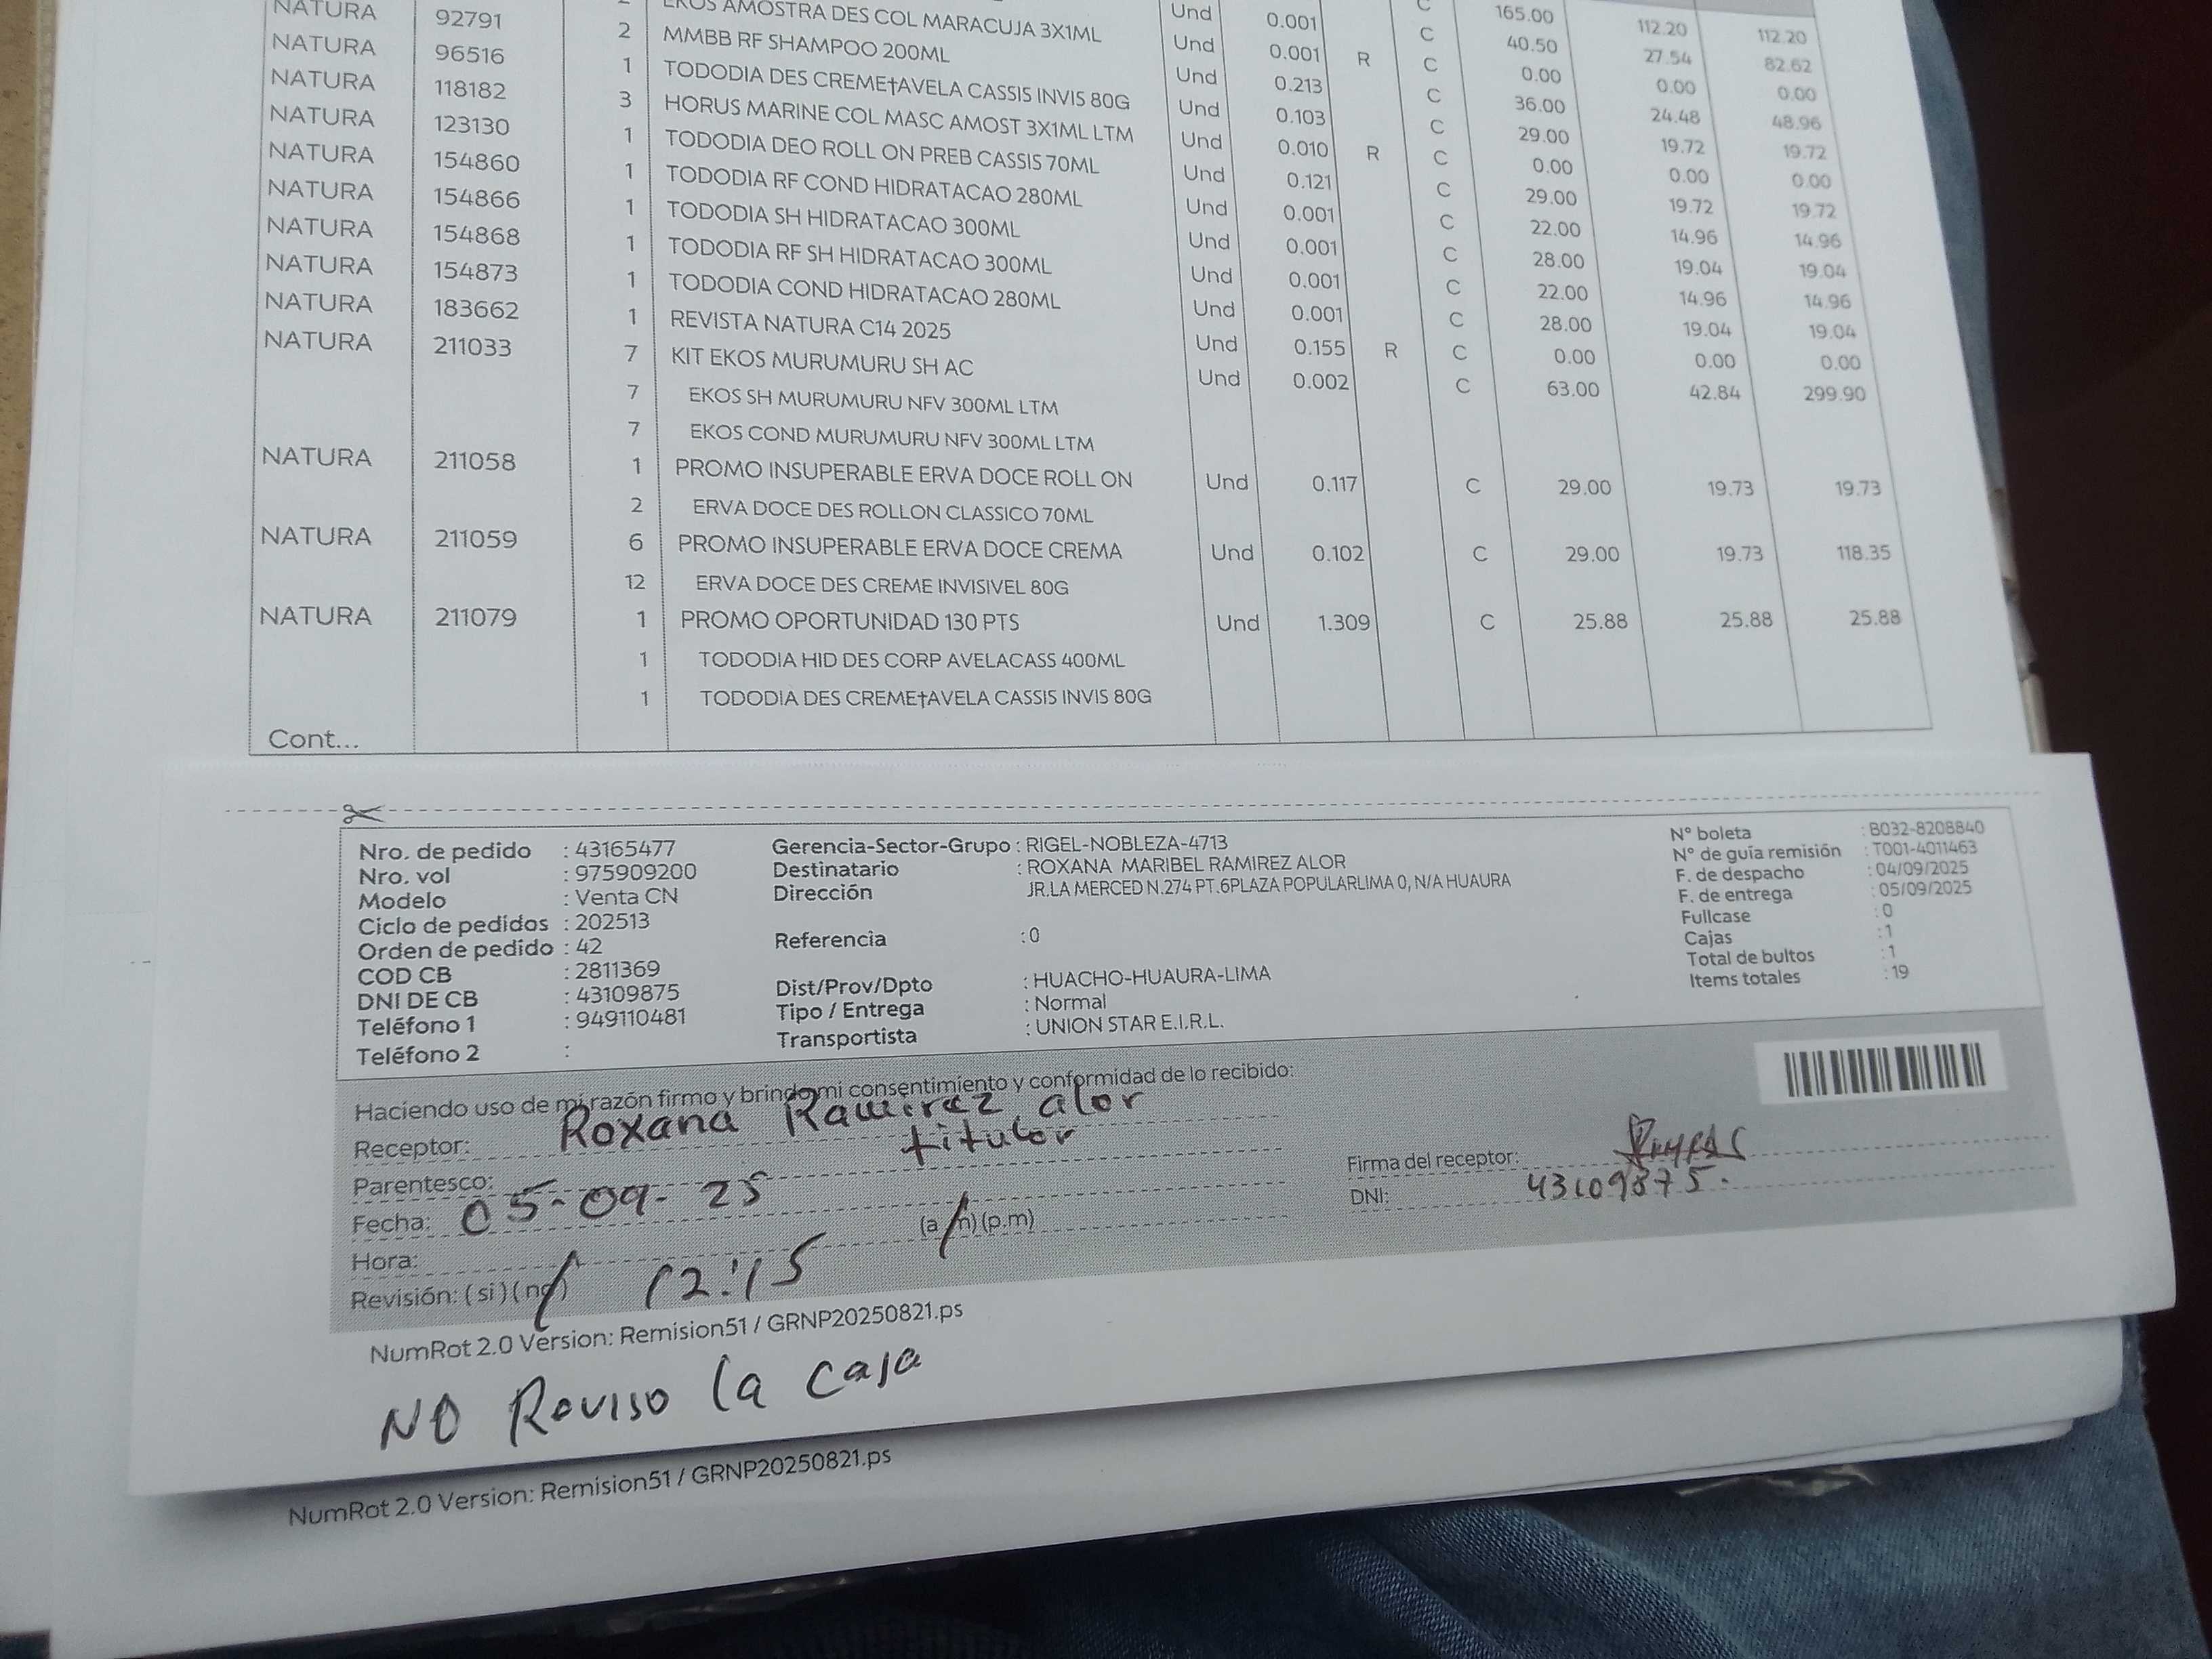 C 165.00 112.20 112.20
Und 0.001 C 40.50 27.54 82.62
EKOS AMOSTRA DES COL MARACUJA 3X1ML Und 0.001 R C 0.00 0.00 0.00
NATURA 92791 2 MMBB RF SHAMPOO 200ML Und 0.213 C 36.00 24.48 48.96
NATURA 96516 1 TODODIA DES CREME†AVELA CASSIS INVIS 80G Und 0.103 C 29.00 19.72 19.72
NATURA 118182 3 HORUS MARINE COL MASC AMOST 3X1ML LTM Und 0.010 R C 0.00 0.00 0.00
NATURA 123130 1 TODODIA DEO ROLL ON PREB CASSIS 70ML Und 0.121 C 29.00 19.72 19.72
NATURA 154860 1 TODODIA RF COND HIDRATACAO 280ML Und 0.001 C 22.00 14.96 14.96
NATURA 154866 1 TODODIA SH HIDRATACAO 300ML Und 0.001 C 28.00 19.04 19.04
NATURA 154868 1 TODODIA RF SH HIDRATACAO 300ML Und 0.001 C 22.00 14.96 14.96
NATURA 154873 1 TODODIA COND HIDRATACAO 280ML Und 0.001 C 28.00 19.04 19.04
NATURA 183662 1 REVISTA NATURA C14 2025 Und 0.155 R C 0.00 0.00 0.00
NATURA 211033 7 KIT EKOS MURUMURU SH AC Und 0.002 C 63.00 42.84 299.90
7 EKOS SH MURUMURU NFV 300ML LTM
7 EKOS COND MURUMURU NFV 300ML LTM
NATURA 211058 1 PROMO INSUPERABLE ERVA DOCE ROLL ON Und 0.117 C 29.00 19.73 19.73
2 ERVA DOCE DES ROLLON CLASSICO 70ML
NATURA 211059 6 PROMO INSUPERABLE ERVA DOCE CREMA Und 0.102 C 29.00 19.73 118.35
12 ERVA DOCE DES CREME INVISIVEL 80G
NATURA 211079 1 PROMO OPORTUNIDAD 130 PTS Und 1.309 C 25.88 25.88 25.88
1 TODODIA HID DES CORP AVELACASS 400ML
1 TODODIA DES CREME†AVELA CASSIS INVIS 80G
Cont...
Nro. de pedido : 43165477
Nro. vol : 975909200
Modelo : Venta CN
Ciclo de pedidos : 202513
Orden de pedido : 42
COD CB : 2811369
DNI DE CB : 43109875
Teléfono 1 : 949110481
Teléfono 2 :
Gerencia-Sector-Grupo : RIGEL-NOBLEZA-4713
Destinatario : ROXANA MARIBEL RAMIREZ ALOR
Dirección JR.LA MERCED N.274 PT.6PLAZA POPULARLIMA 0, N/A HUAURA
Referencia : 0
Dist/Prov/Dpto : HUACHO-HUAURA-LIMA
Tipo / Entrega : Normal
Transportista : UNION STAR E.I.R.L.
N° boleta : B032-8208840
N° de guía remisión : T001-4011463
F. de despacho : 04/09/2025
F. de entrega : 05/09/2025
Fullcase : 0
Cajas : 1
Total de bultos : 1
Items totales : 19
Haciendo uso de mi razón firmo y brindo mi consentimiento y conformidad de lo recibido:
Receptor: Roxana Ramirez alor
Parentesco: titular
Fecha: 05-09-25
Hora: 12:15 (a.m) (p.m)
Revisión: (si) (no)
Firma del receptor:
DNI: 43109875.
NumRot 2.0 Version: Remision51 / GRNP20250821.ps
NO Reviso la caja
NumRot 2.0 Version: Remision51 / GRNP20250821.ps